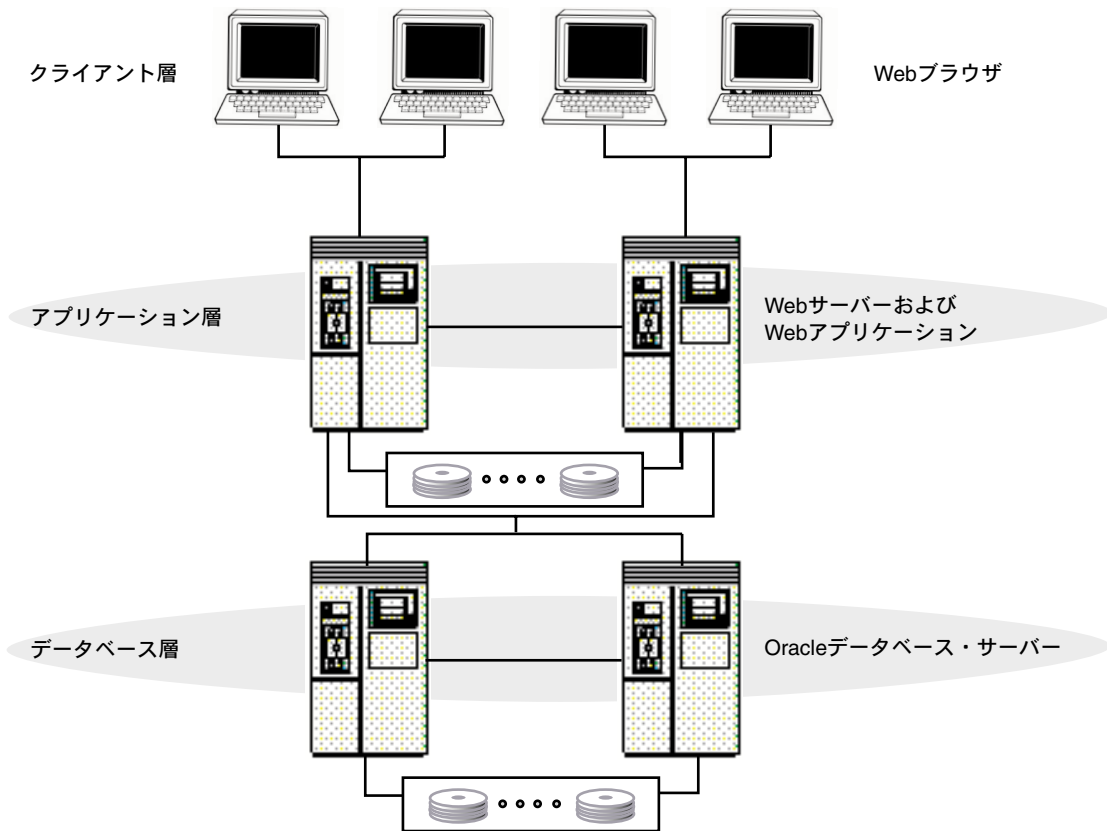 クライアント層
Webブラウザ
アプリケーション層
Webサーバーおよび
Webアプリケーション
データベース層
Oracleデータベース・サーバー